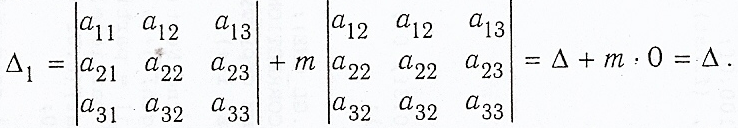 Δ₁ = |a₁₁ a₁₂ a₁₃| + m |a₁₂ a₁₂ a₁₃| = Δ + m · 0 = Δ .
|a₂₁ a₂₂ a₂₃| |a₂₂ a₂₂ a₂₃|
|a₃₁ a₃₂ a₃₃| |a₃₂ a₃₂ a₃₃|